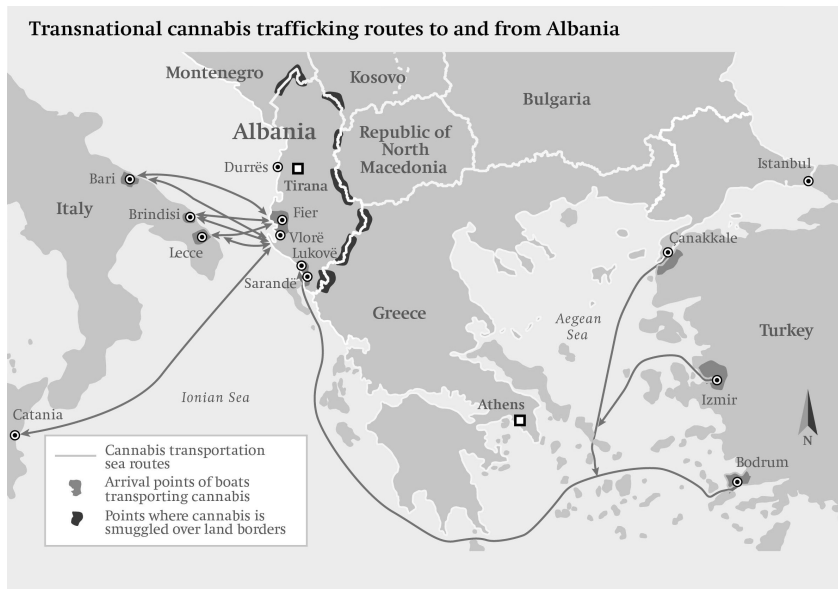 Transnational cannabis trafficking routes to and from Albania
Montenegro
Kosovo
Bulgaria
Albania
Republic of
North
Macedonia
Durrës
Tirana
Istanbul
Bari
Italy
Brindisi
Fier
Vlorë
Lecce
Lukovë
Sarandë
Çanakkale
Greece
Aegean
Sea
Turkey
Ionian Sea
Athens
Izmir
Catania
N
Bodrum
Cannabis transportation
sea routes
Arrival points of boats
transporting cannabis
Points where cannabis is
smuggled over land borders